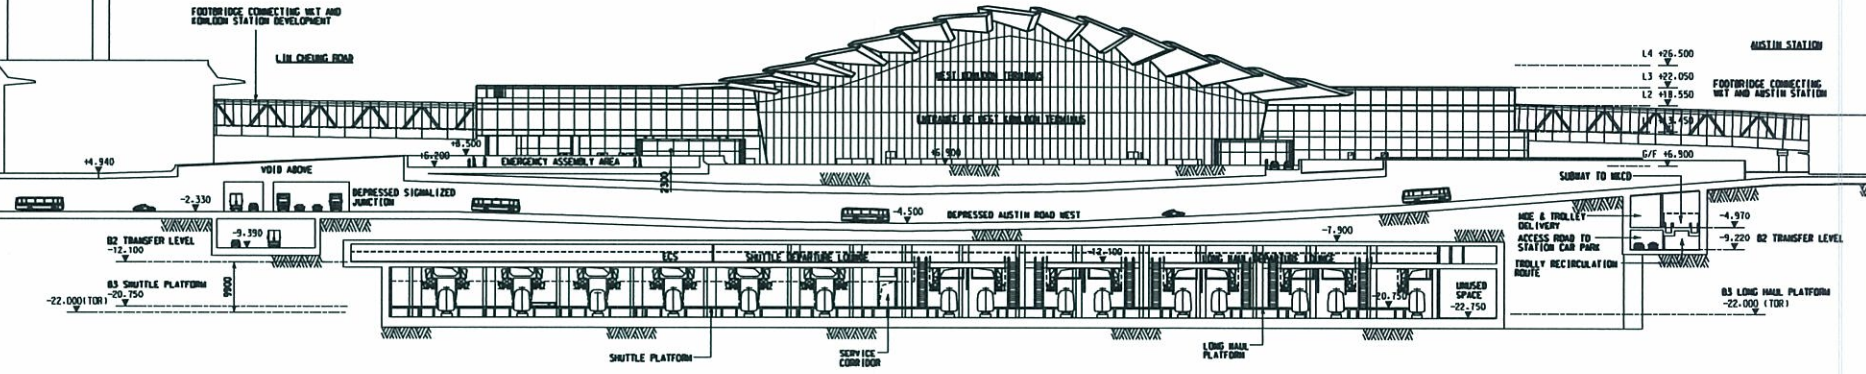 FOOTBRIDGE CONNECTING WKT AND
KOWLOON STATION DEVELOPMENT
LIN CHEUNG ROAD
WEST KOWLOON TERMINUS
ENTRANCE OF WEST KOWLOON TERMINUS
L4 +26.500
AUSTIN STATION
L3 +22.050
L2 +18.550
FOOTBRIDGE CONNECTING
WKT AND AUSTIN STATION
+4.940
VOID ABOVE
+6.200
+6.500
EMERGENCY ASSEMBLY AREA
2300
+6.900
G/F +6.900
SUBWAY TO WKCD
-2.330
DEPRESSED SIGNALIZED
JUNCTION
-4.500
DEPRESSED AUSTIN ROAD WEST
MOE & TROLLEY
DELIVERY
-4.970
-9.390
-7.900
ACCESS ROAD TO
STATION CAR PARK
-9.220 B2 TRANSFER LEVEL
TROLLY RECIRCULATION
ROUTE
B2 TRANSFER LEVEL
-12.100
ECS
SHUTTLE DEPARTURE LOUNGE
-12.100
LONG HAUL DEPARTURE LOUNGE
9900
B3 SHUTTLE PLATFORM
-20.750
-22.000(TOR)
-20.750
UNUSED
SPACE
-22.750
B3 LONG HAUL PLATFORM
-22.000 (TOR)
SHUTTLE PLATFORM
SERVICE
CORRIDOR
LONG HAUL
PLATFORM